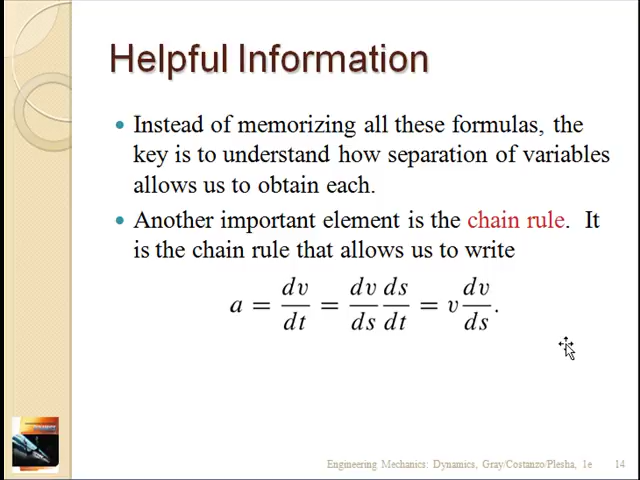 Helpful Information
Instead of memorizing all these formulas, the
key is to understand how separation of variables
allows us to obtain each.
Another important element is the chain rule. It
is the chain rule that allows us to write
a = dv/dt = dv/ds ds/dt = v dv/ds.
Engineering Mechanics: Dynamics, Gray/Costanzo/Plesha, 1e 14